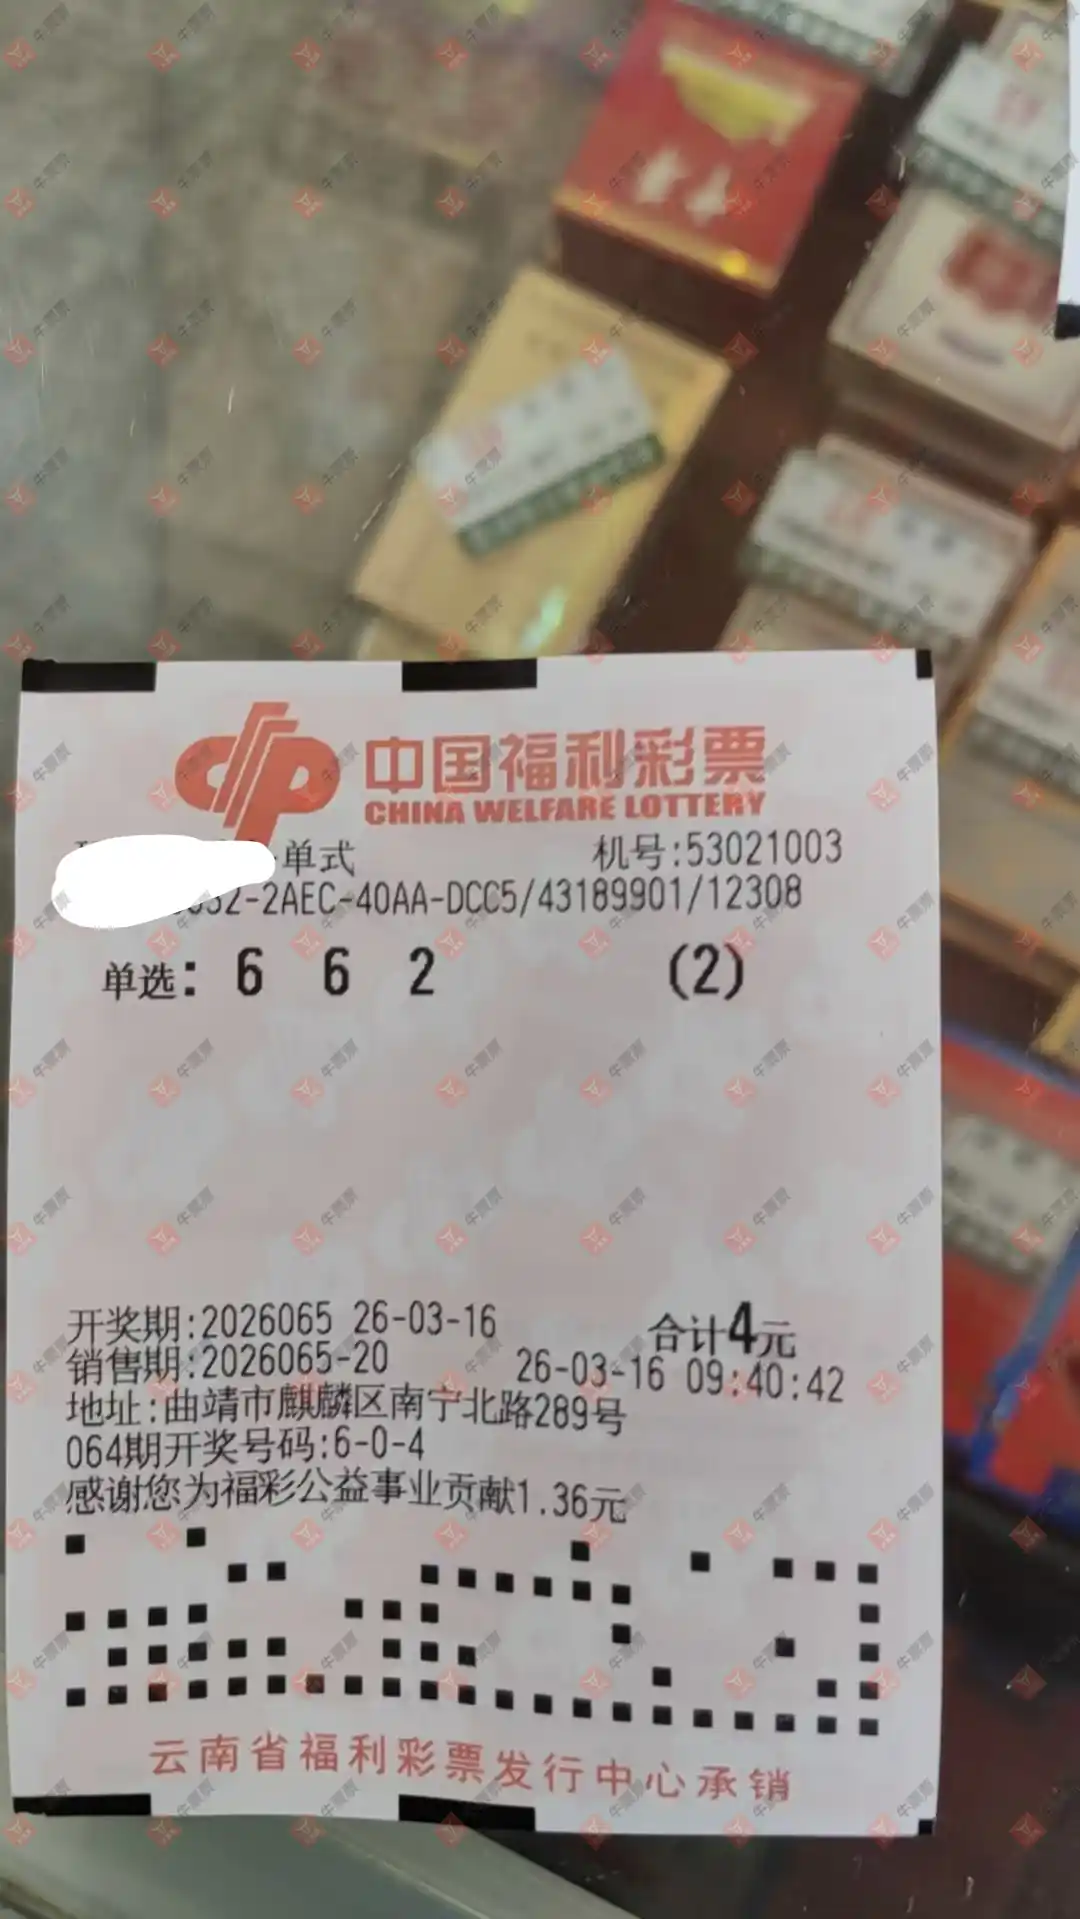 中国福利彩票
CHINA WELFARE LOTTERY
单式 机号:53021003
52-2AEC-40AA-DCC5/43189901/12308
单选: 6 6 2 (2)
开奖期:2026065 26-03-16 合计4元
销售期:2026065-20 26-03-16 09:40:42
地址:曲靖市麒麟区南宁北路289号
064期开奖号码:6-0-4
感谢您为福彩公益事业贡献1.36元
云南省福利彩票发行中心承销